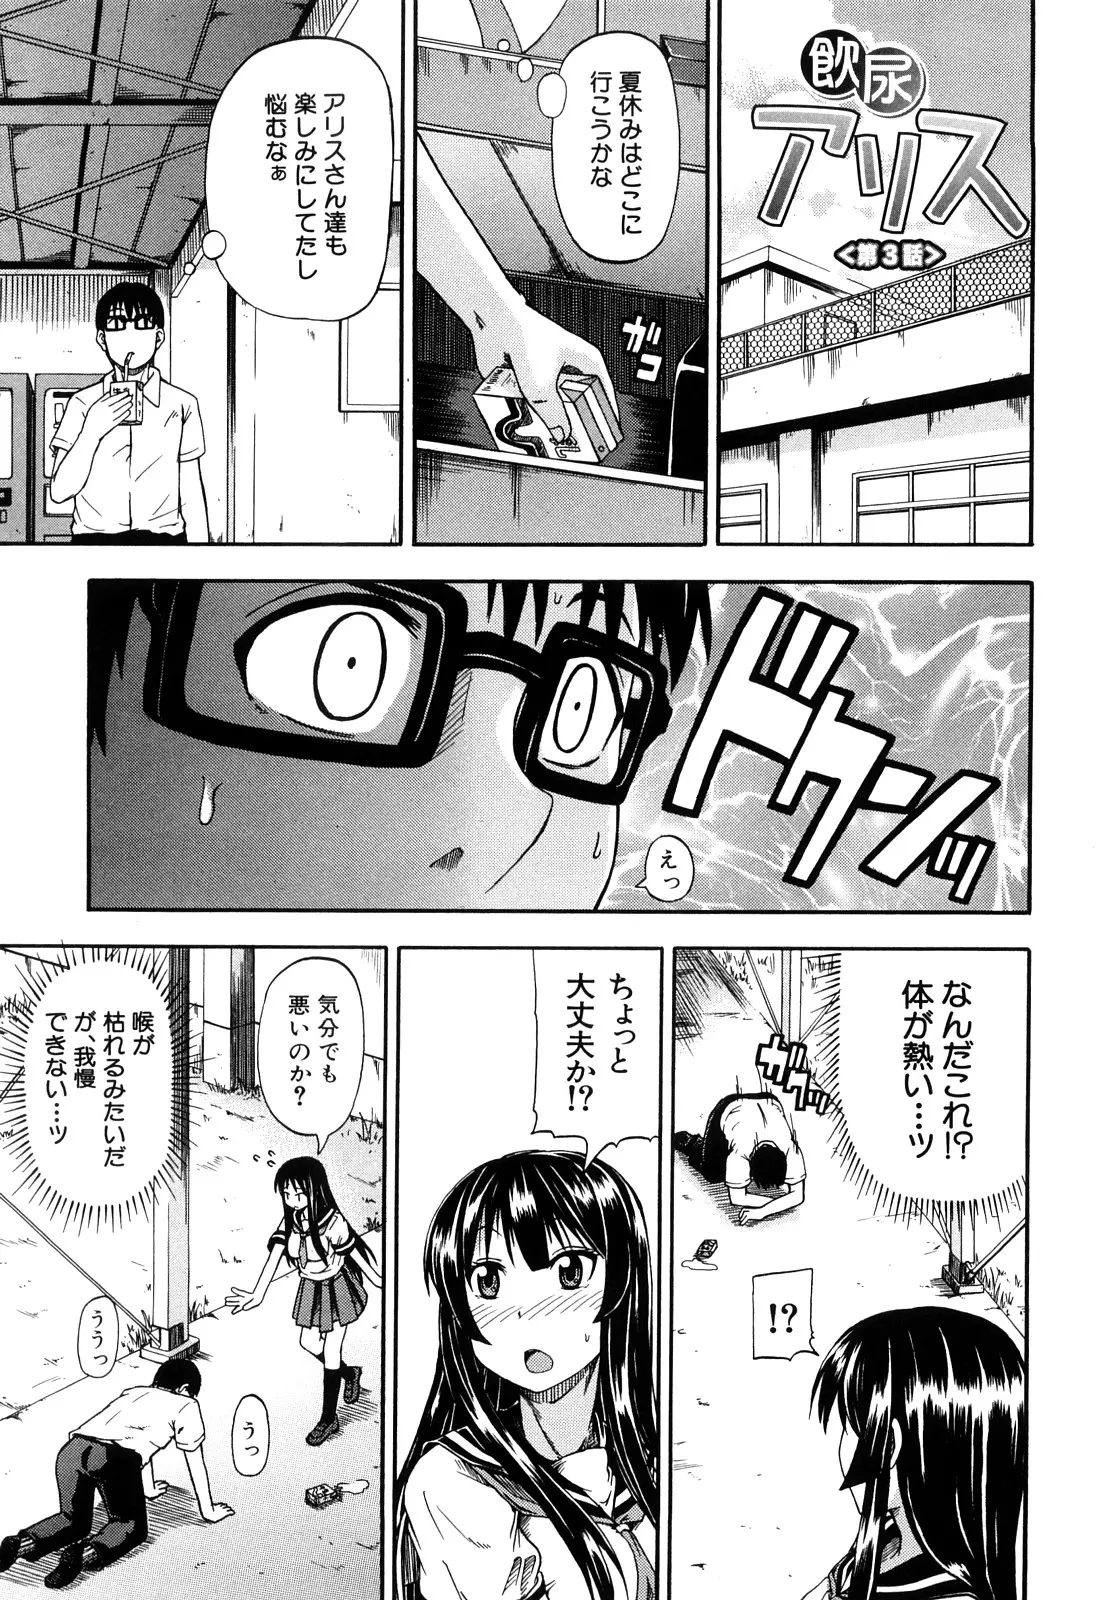 飲尿
アリス
<第3話>
夏休みはどこに
行こうかな
ガコ
アリスさん達も
楽しみにしてたし
悩むなぁ
ドクンッ
えっ
なんだこれ!?
体が熱い…ッ
ガクッ
!?
ちょっと
大丈夫か!?
気分でも
悪いのか?
喉が
枯れるみたいだ
が、我慢
できない…ッ
ううっ
うっ